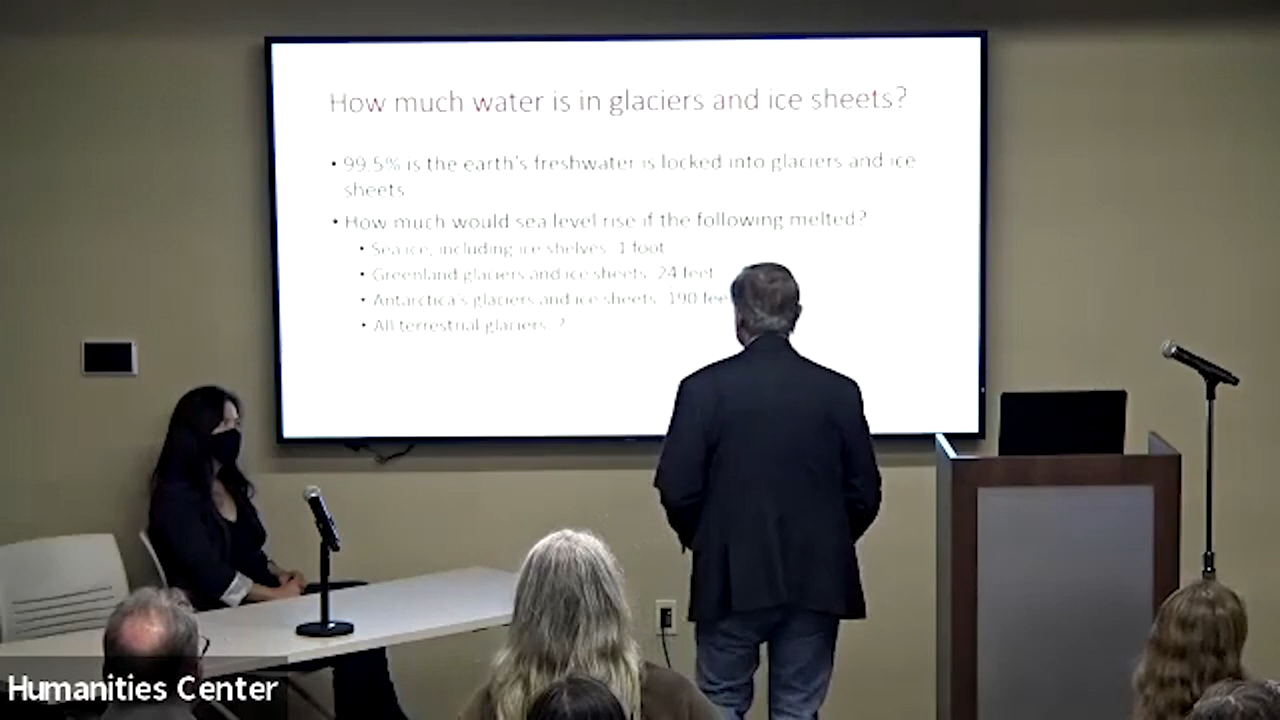 How much water is in glaciers and ice sheets?
• 99.5% is the earth's freshwater is locked into glaciers and ice
sheets
• How much would sea level rise if the following melted?
• Sea ice, including ice shelves: 1 foot
• Greenland glaciers and ice sheets: 24 feet
• Antarctica's glaciers and ice sheets: 190 fee
• All terrestrial glaciers: ?
Humanities Center